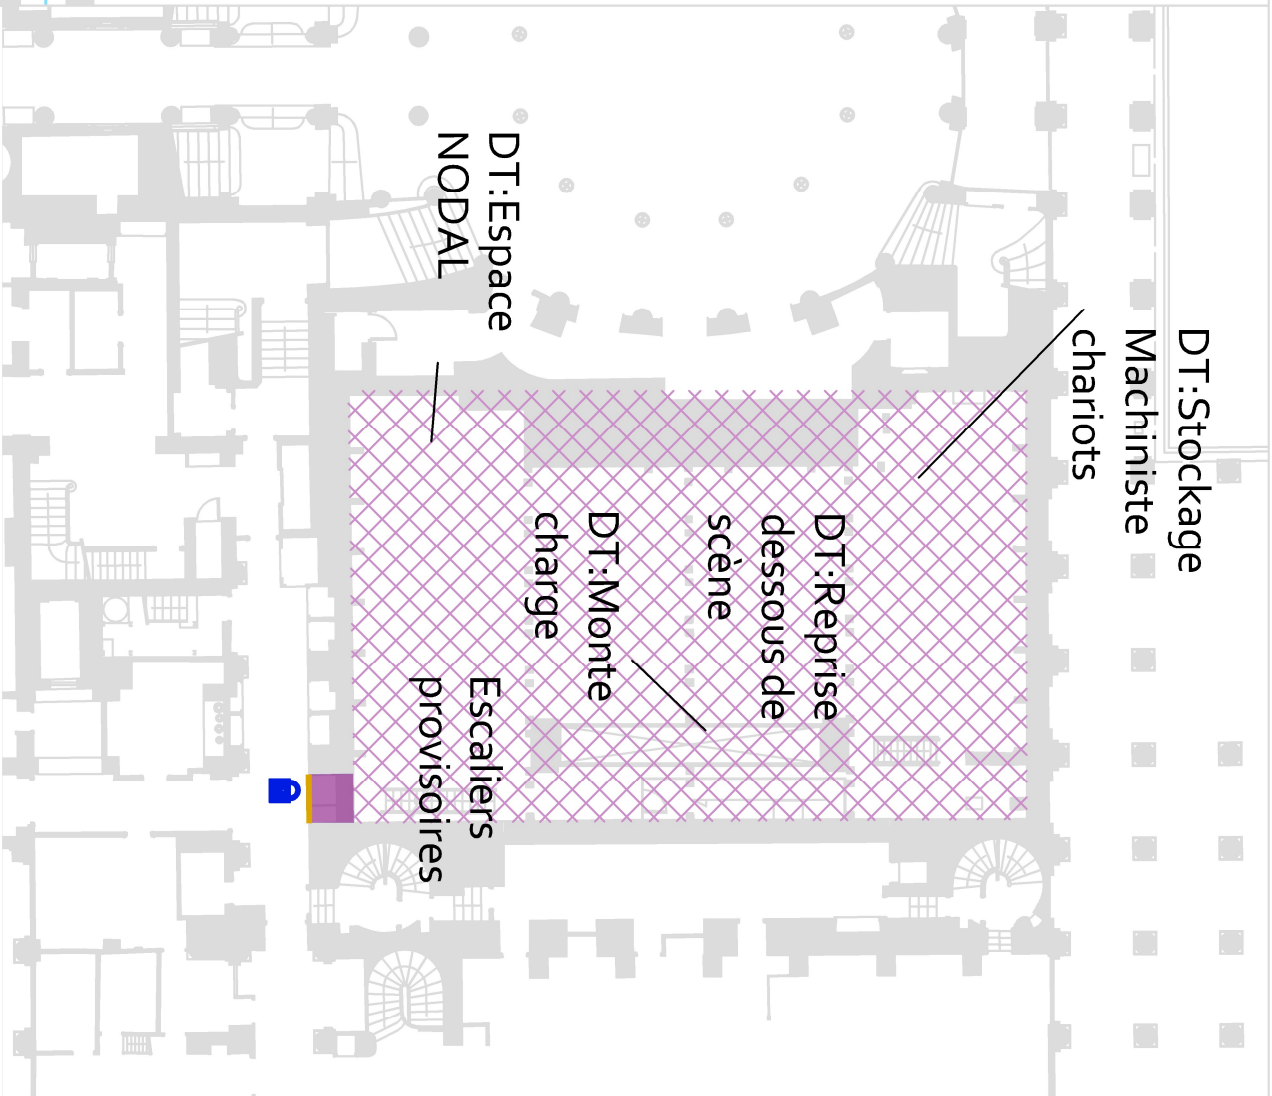 DT:Stockage
Machiniste
chariots
DT:Espace
NODAL
DT:Reprise
dessous de
scène
DT:Monte
charge
Escaliers
provisoires